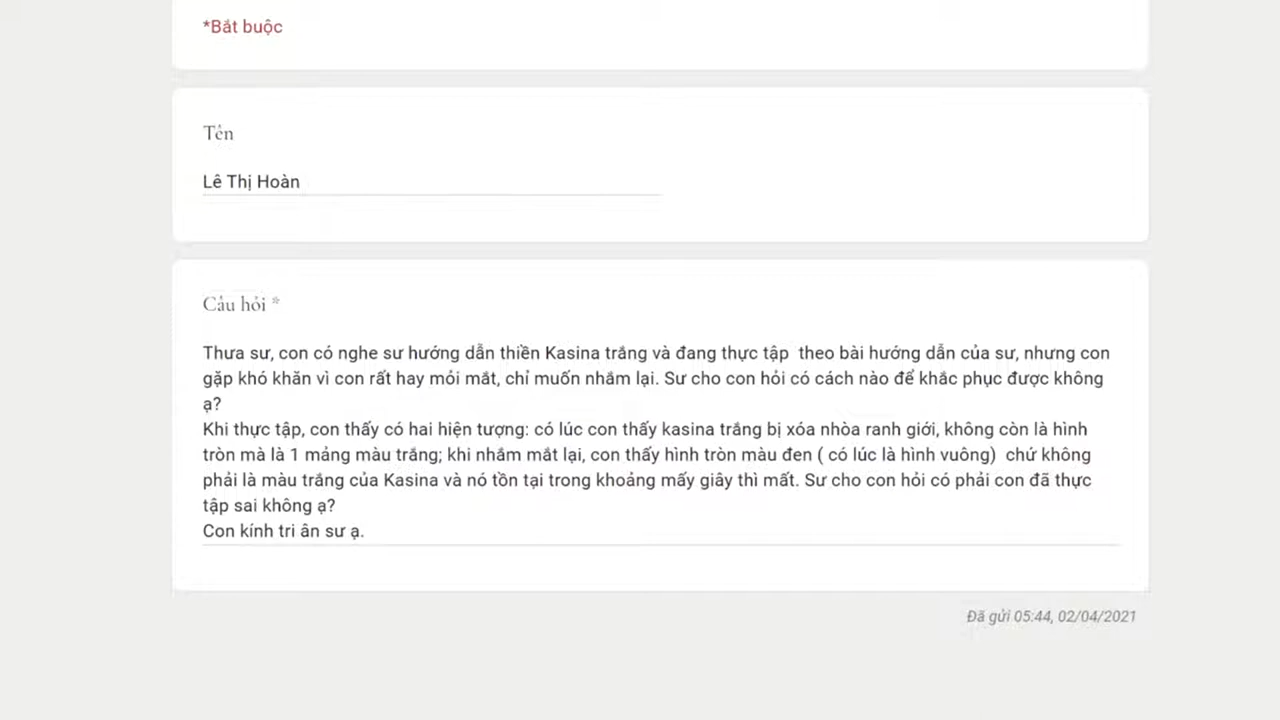 *Bắt buộc
Tên
Lê Thị Hoàn
Câu hỏi *
Thưa sư, con có nghe sư hướng dẫn thiền Kasina trắng và đang thực tập  theo bài hướng dẫn của sư, nhưng con
gặp khó khăn vì con rất hay mỏi mắt, chỉ muốn nhắm lại. Sư cho con hỏi có cách nào để khắc phục được không
ạ?
Khi thực tập, con thấy có hai hiện tượng: có lúc con thấy kasina trắng bị xóa nhòa ranh giới, không còn là hình
tròn mà là 1 mảng màu trắng; khi nhắm mắt lại, con thấy hình tròn màu đen ( có lúc là hình vuông)  chứ không
phải là màu trắng của Kasina và nó tồn tại trong khoảng mấy giây thì mất. Sư cho con hỏi có phải con đã thực
tập sai không ạ?
Con kính tri ân sư ạ.
Đã gửi 05:44, 02/04/2021